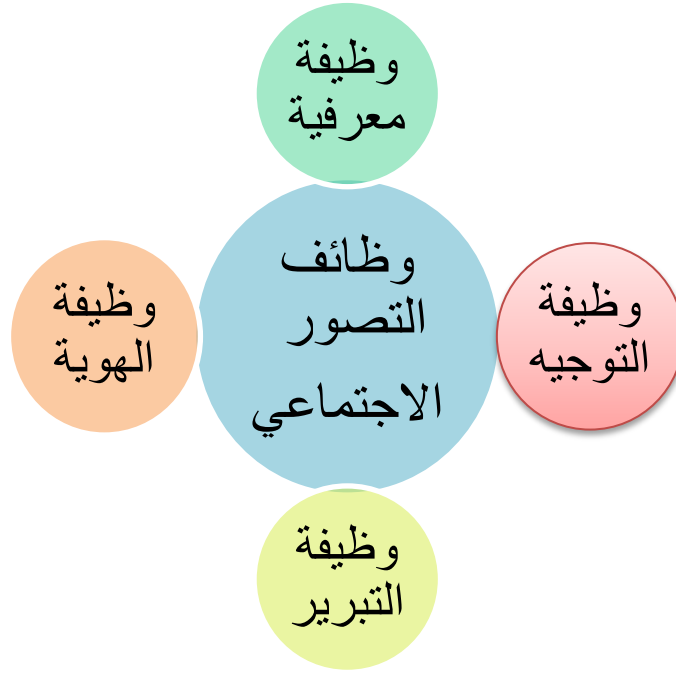 وظيفة
معرفية
وظائف
التصور
الاجتماعي
وظيفة
التوجيه
وظيفة
الهوية
وظيفة
التبرير